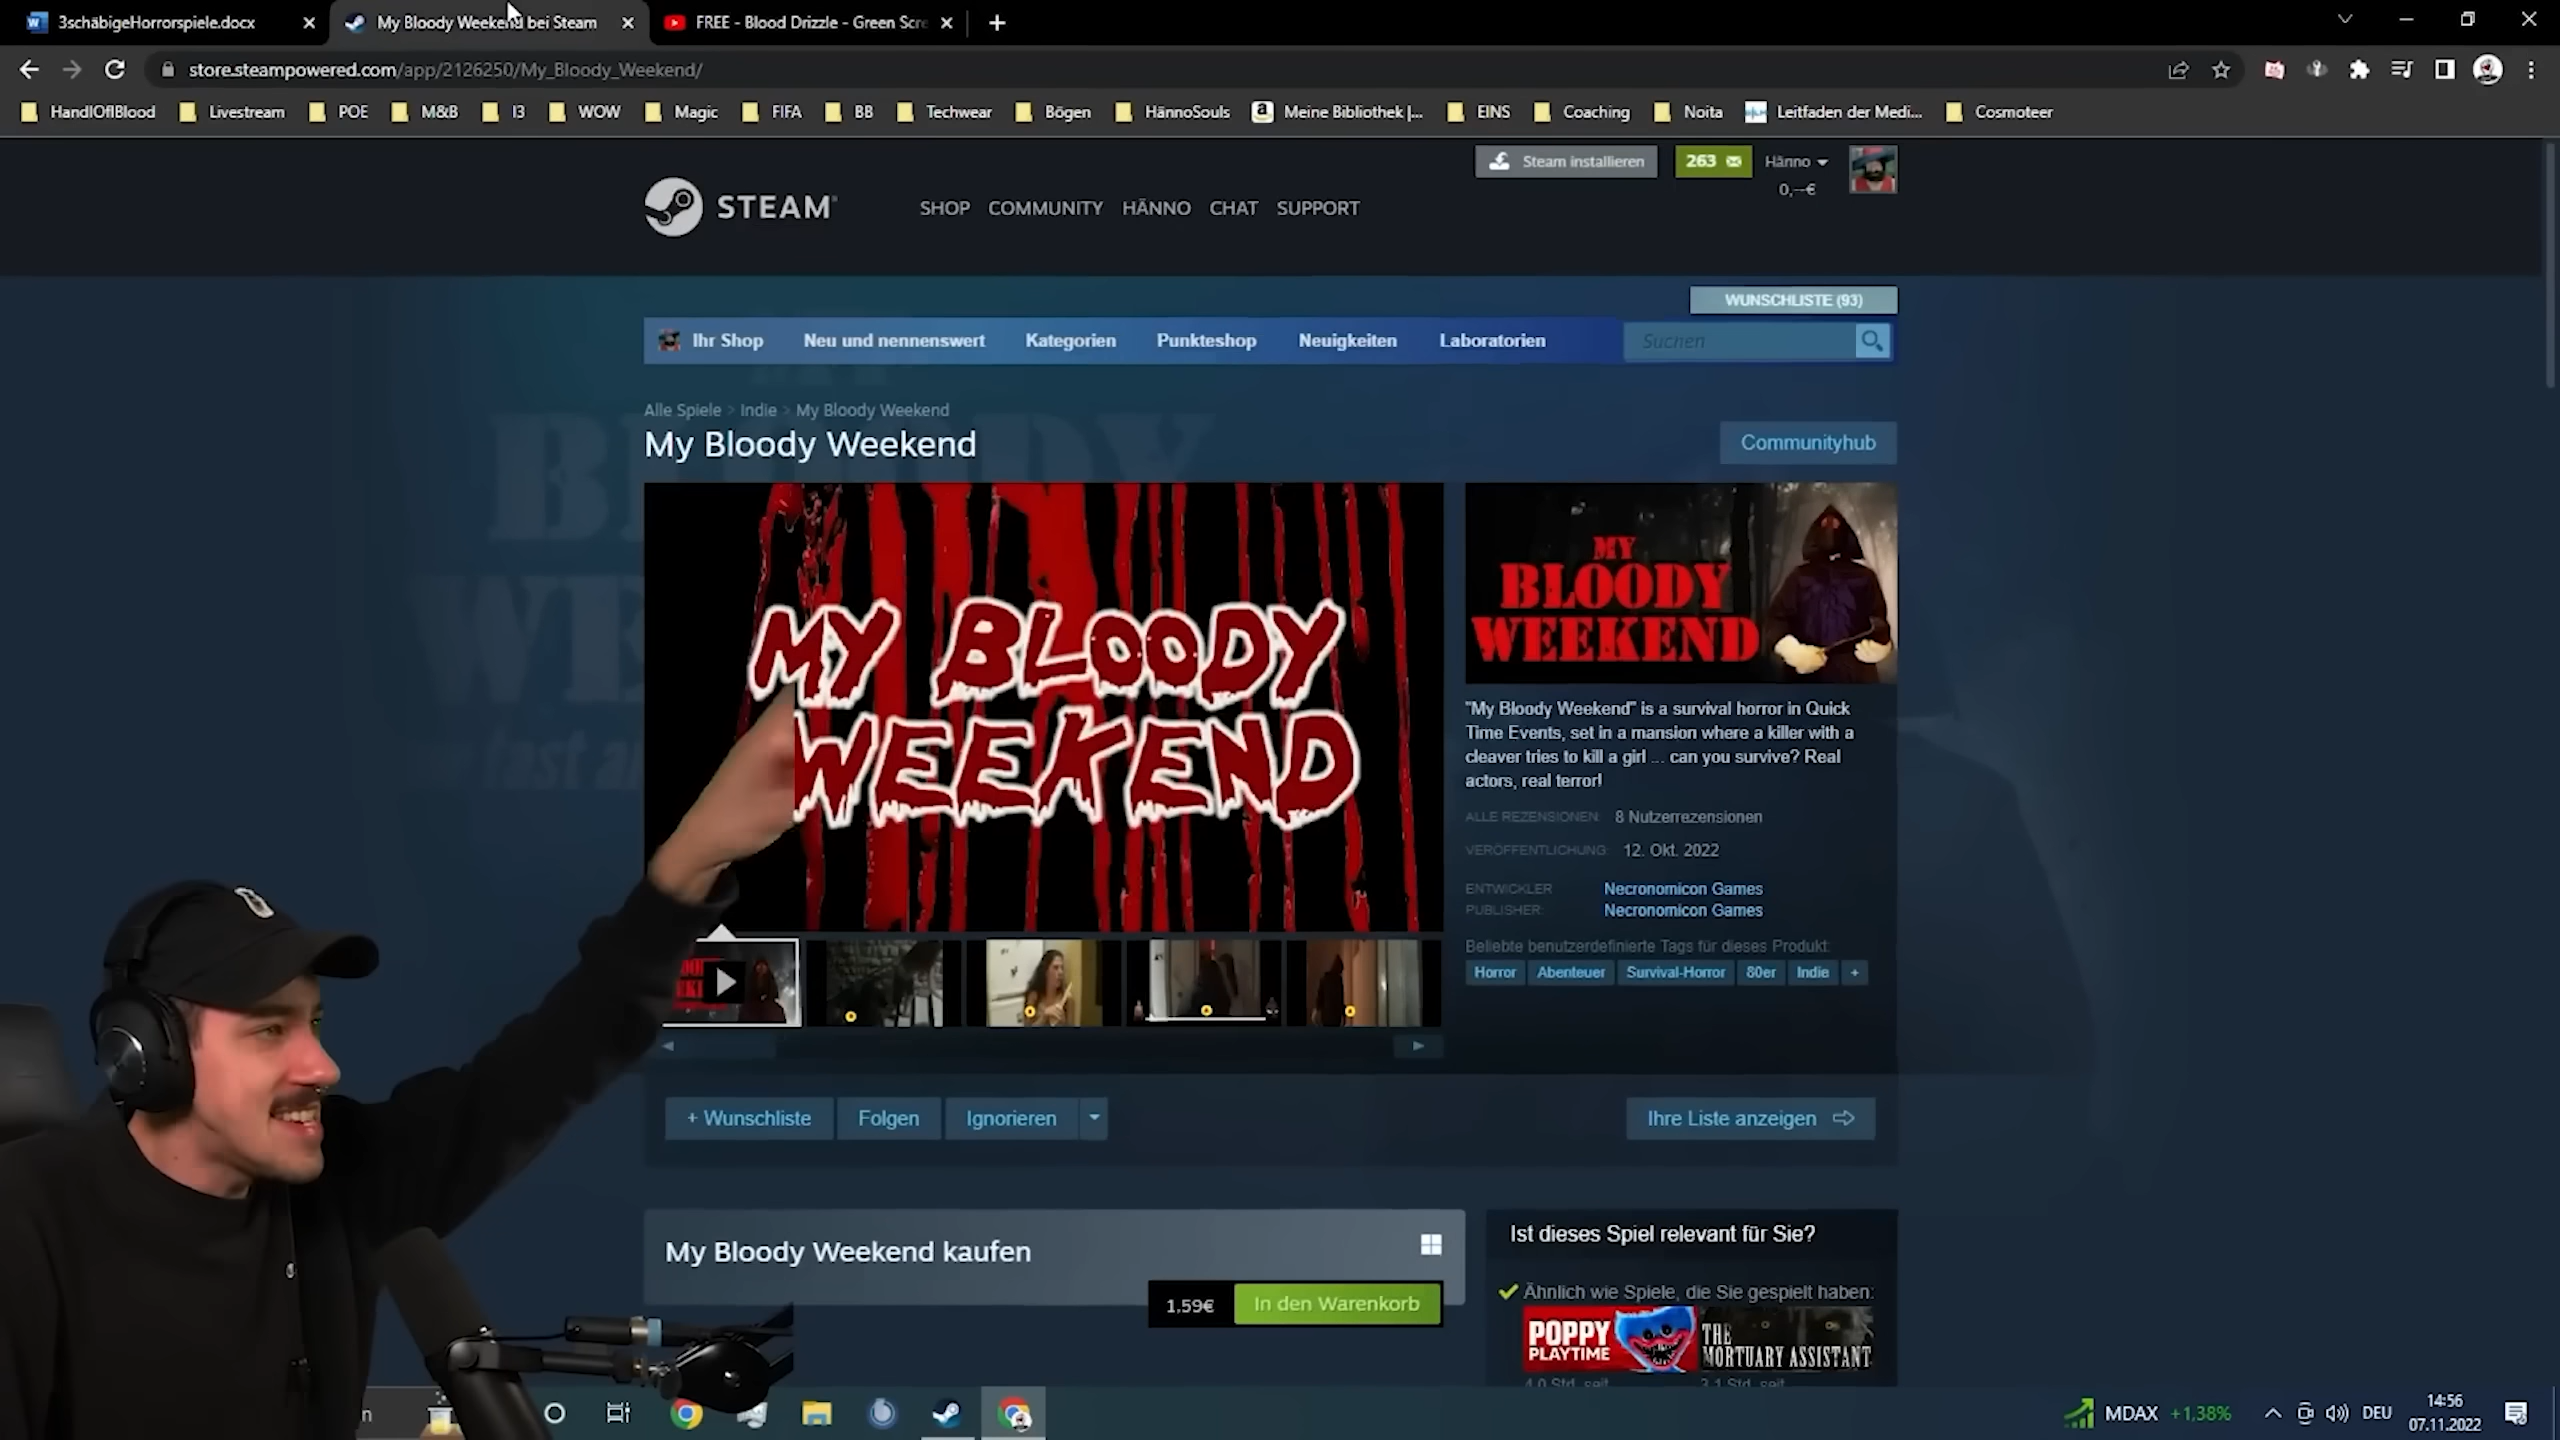 3schäbigeHorrorspiele.docx
My Bloody Weekend bei Steam
FREE - Blood Drizzle - Green Scre
store.steampowered.com/app/2126250/My_Bloody_Weekend/
HandIOfIBlood
Livestream
POE
M&B
I3
WOW
Magic
FIFA
BB
Techwear
Bögen
HännoSouls
Meine Bibliothek |...
EINS
Coaching
Noita
Leitfaden der Medi...
Cosmoteer
Steam installieren
263
Hänno
0,--€
STEAM
SHOP
COMMUNITY
HÄNNO
CHAT
SUPPORT
WUNSCHLISTE (93)
Ihr Shop
Neu und nennenswert
Kategorien
Punkteshop
Neuigkeiten
Laboratorien
Suchen
Alle Spiele > Indie > My Bloody Weekend
My Bloody Weekend
Communityhub
MY BLOODY
WEEKEND
MY
BLOODY
WEEKEND
"My Bloody Weekend" is a survival horror in Quick
Time Events, set in a mansion where a killer with a
cleaver tries to kill a girl ... can you survive? Real
actors, real terror!
ALLE REZENSIONEN: 8 Nutzerrezensionen
VERÖFFENTLICHUNG: 12. Okt. 2022
ENTWICKLER Necronomicon Games
PUBLISHER: Necronomicon Games
Beliebte benutzerdefinierte Tags für dieses Produkt:
Horror
Abenteuer
Survival-Horror
80er
Indie
+
+ Wunschliste
Folgen
Ignorieren
Ihre Liste anzeigen
My Bloody Weekend kaufen
1,59€
In den Warenkorb
Ist dieses Spiel relevant für Sie?
Ähnlich wie Spiele, die Sie gespielt haben:
POPPY
PLAYTIME
THE
MORTUARY ASSISTANT
4.0 Std. seit
3.1 Std. seit
MDAX +1,38%
DEU
14:56
07.11.2022